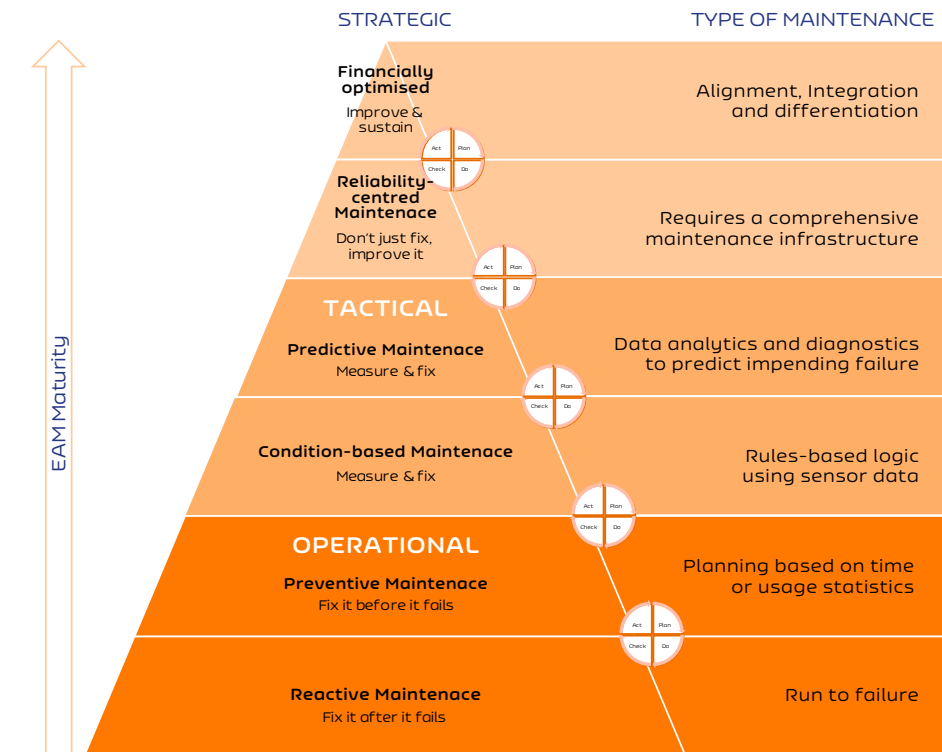 STRATEGIC
TYPE OF MAINTENANCE
Financially
optimised
Improve &
sustain
Alignment, Integration
and differentiation
Act
Plan
Check
Do
Reliability-
centred
Maintenace
Don't just fix,
improve it
Requires a comprehensive
maintenance infrastructure
Act
Plan
Check
Do
TACTICAL
Predictive Maintenace
Measure & fix
Data analytics and diagnostics
to predict impending failure
Act
Plan
Check
Do
Condition-based Maintenace
Measure & fix
Rules-based logic
using sensor data
Act
Plan
Check
Do
OPERATIONAL
Preventive Maintenace
Fix it before it fails
Planning based on time
or usage statistics
Act
Plan
Check
Do
Reactive Maintenace
Fix it after it fails
Run to failure
EAM Maturity